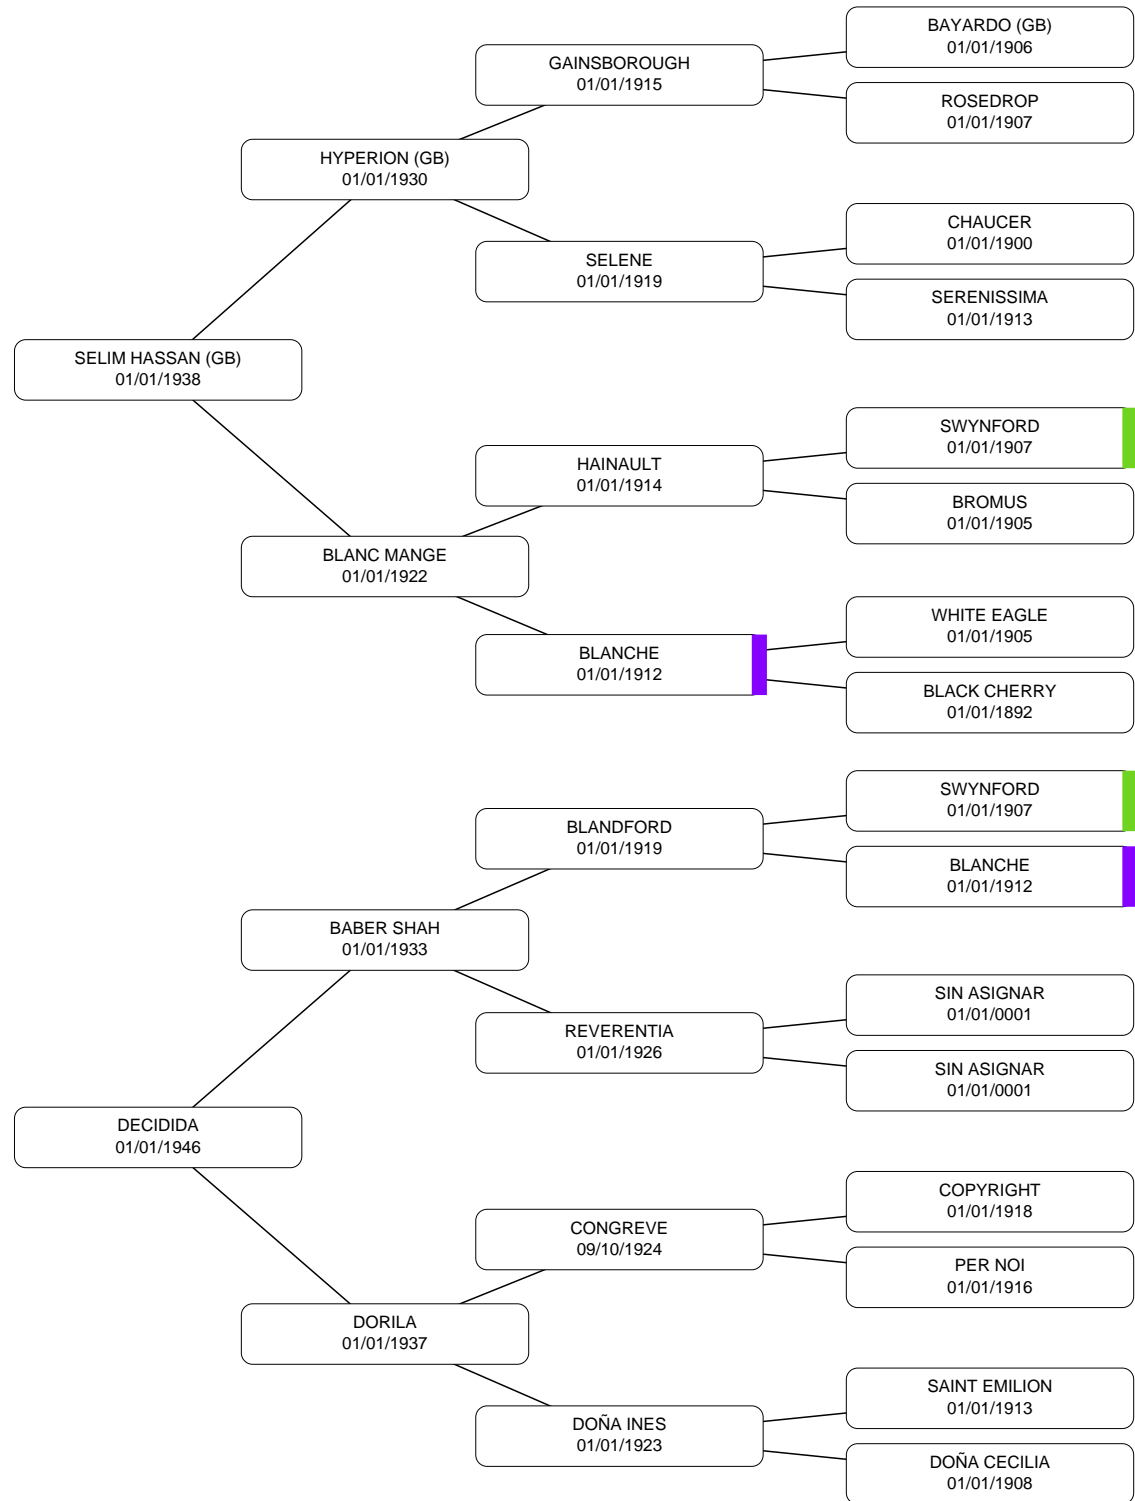 BAYARDO (GB)
01/01/1906
GAINSBOROUGH
01/01/1915
ROSEDROP
01/01/1907
HYPERION (GB)
01/01/1930
CHAUCER
01/01/1900
SELENE
01/01/1919
SERENISSIMA
01/01/1913
SELIM HASSAN (GB)
01/01/1938
SWYNFORD
01/01/1907
HAINAULT
01/01/1914
BROMUS
01/01/1905
BLANC MANGE
01/01/1922
WHITE EAGLE
01/01/1905
BLANCHE
01/01/1912
BLACK CHERRY
01/01/1892
SWYNFORD
01/01/1907
BLANDFORD
01/01/1919
BLANCHE
01/01/1912
BABER SHAH
01/01/1933
SIN ASIGNAR
01/01/0001
REVERENTIA
01/01/1926
SIN ASIGNAR
01/01/0001
DECIDIDA
01/01/1946
COPYRIGHT
01/01/1918
CONGREVE
09/10/1924
PER NOI
01/01/1916
DORILA
01/01/1937
SAINT EMILION
01/01/1913
DOÑA INES
01/01/1923
DOÑA CECILIA
01/01/1908